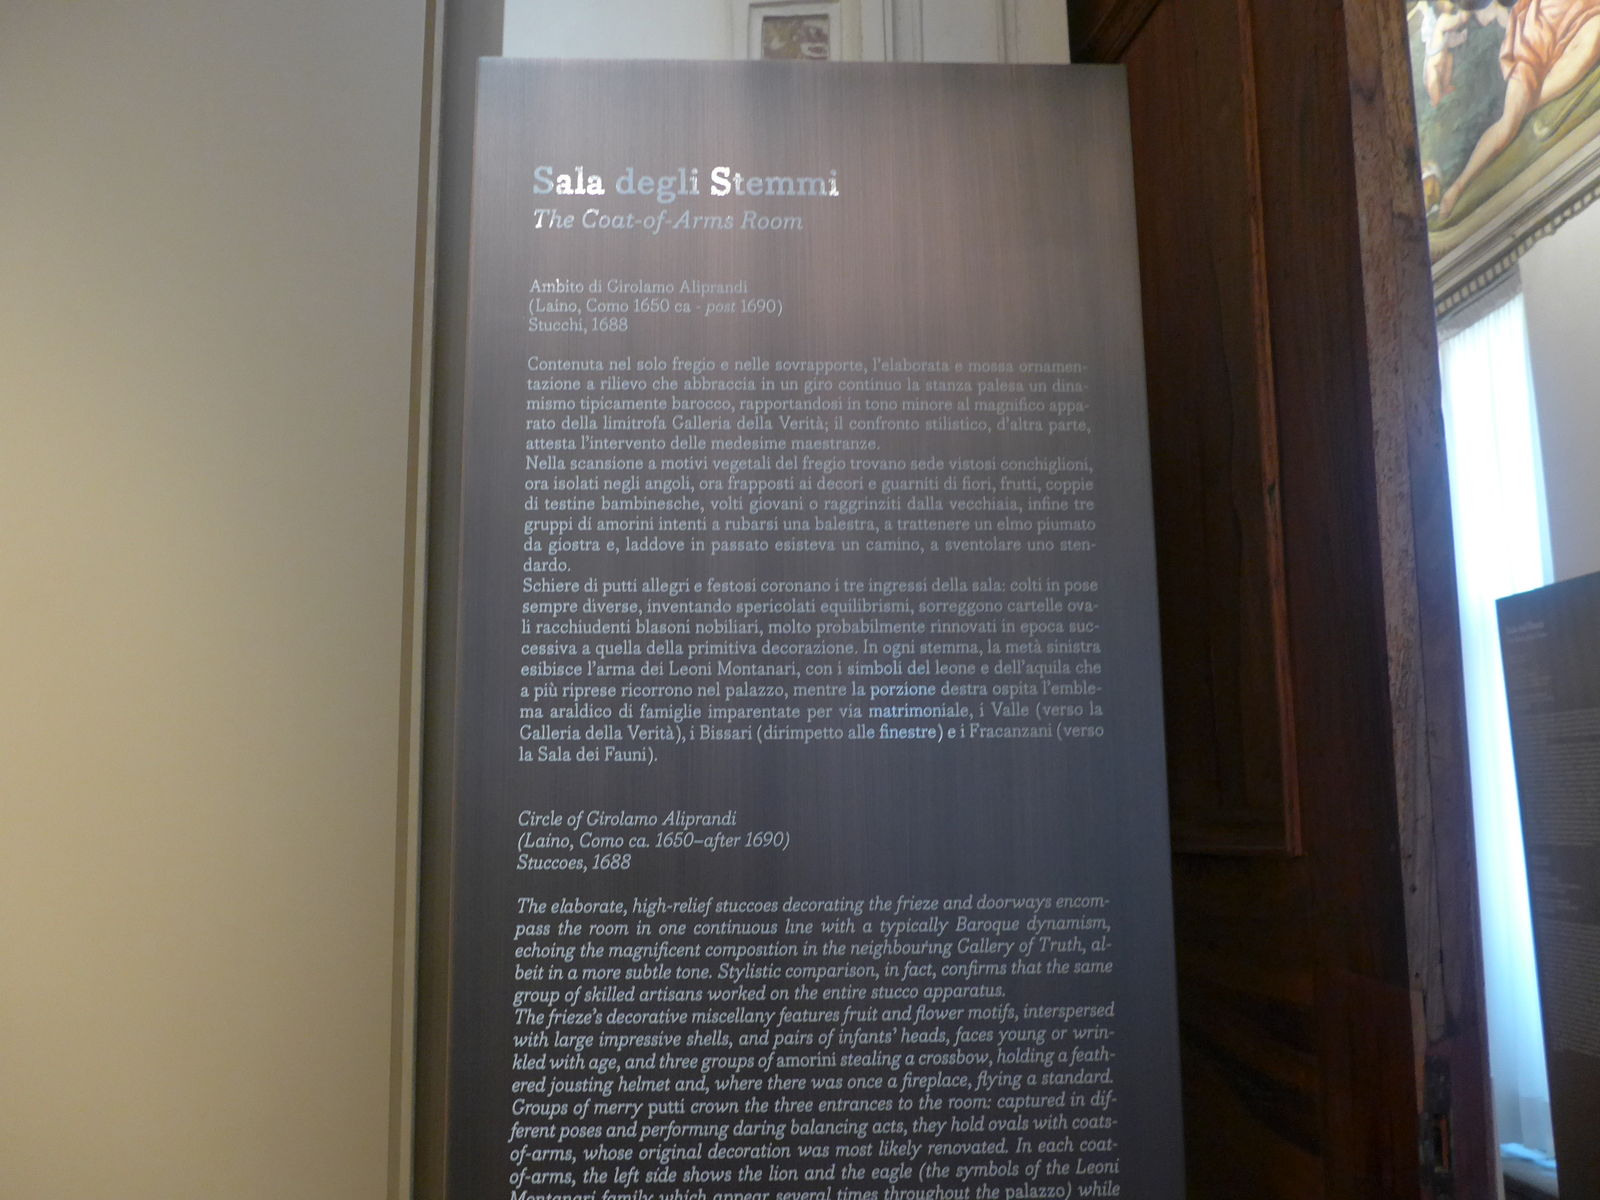 Sala degli Stemmi
The Coat-of-Arms Room
Ambito di Girolamo Aliprandi
(Laino, Como 1650 ca - post 1690)
Stucchi, 1688
Contenuta nel solo fregio e nelle sovrapporte, l'elaborata e mossa ornamen-
tazione a rilievo che abbraccia in un giro continuo la stanza palesa un dina-
mismo tipicamente barocco, rapportandosi in tono minore al magnifico appa-
rato della limitrofa Galleria della Verità; il confronto stilistico, d'altra parte,
attesta l'intervento delle medesime maestranze.
Nella scansione a motivi vegetali del fregio trovano sede vistosi conchiglioni,
ora isolati negli angoli, ora frapposti ai decori e guarniti di fiori, frutti, coppie
di testine bambinesche, volti giovani o raggrinziti dalla vecchiaia, infine tre
gruppi di amorini intenti a rubarsi una balestra, a trattenere un elmo piumato
da giostra e, laddove in passato esisteva un camino, a sventolare uno sten-
dardo.
Schiere di putti allegri e festosi coronano i tre ingressi della sala: colti in pose
sempre diverse, inventando spericolati equilibrismi, sorreggono cartelle ova-
li racchiudenti blasoni nobiliari, molto probabilmente rinnovati in epoca suc-
cessiva a quella della primitiva decorazione. In ogni stemma, la metà sinistra
esibisce l'arma dei Leoni Montanari, con i simboli del leone e dell'aquila che
a più riprese ricorrono nel palazzo, mentre la porzione destra ospita l'emble-
ma araldico di famiglie imparentate per via matrimoniale, i Valle (verso la
Galleria della Verità), i Bissari (dirimpetto alle finestre) e i Fracanzani (verso
la Sala dei Fauni).
Circle of Girolamo Aliprandi
(Laino, Como ca. 1650–after 1690)
Stuccoes, 1688
The elaborate, high-relief stuccoes decorating the frieze and doorways encom-
pass the room in one continuous line with a typically Baroque dynamism,
echoing the magnificent composition in the neighbouring Gallery of Truth, al-
beit in a more subtle tone. Stylistic comparison, in fact, confirms that the same
group of skilled artisans worked on the entire stucco apparatus.
The frieze's decorative miscellany features fruit and flower motifs, interspersed
with large impressive shells, and pairs of infants' heads, faces young or wrin-
kled with age, and three groups of amorini stealing a crossbow, holding a feath-
ered jousting helmet and, where there was once a fireplace, flying a standard.
Groups of merry putti crown the three entrances to the room: captured in dif-
ferent poses and performing daring balancing acts, they hold ovals with coats-
of-arms, whose original decoration was most likely renovated. In each coat-
of-arms, the left side shows the lion and the eagle (the symbols of the Leoni
Montanari family which appear several times throughout the palazzo) while